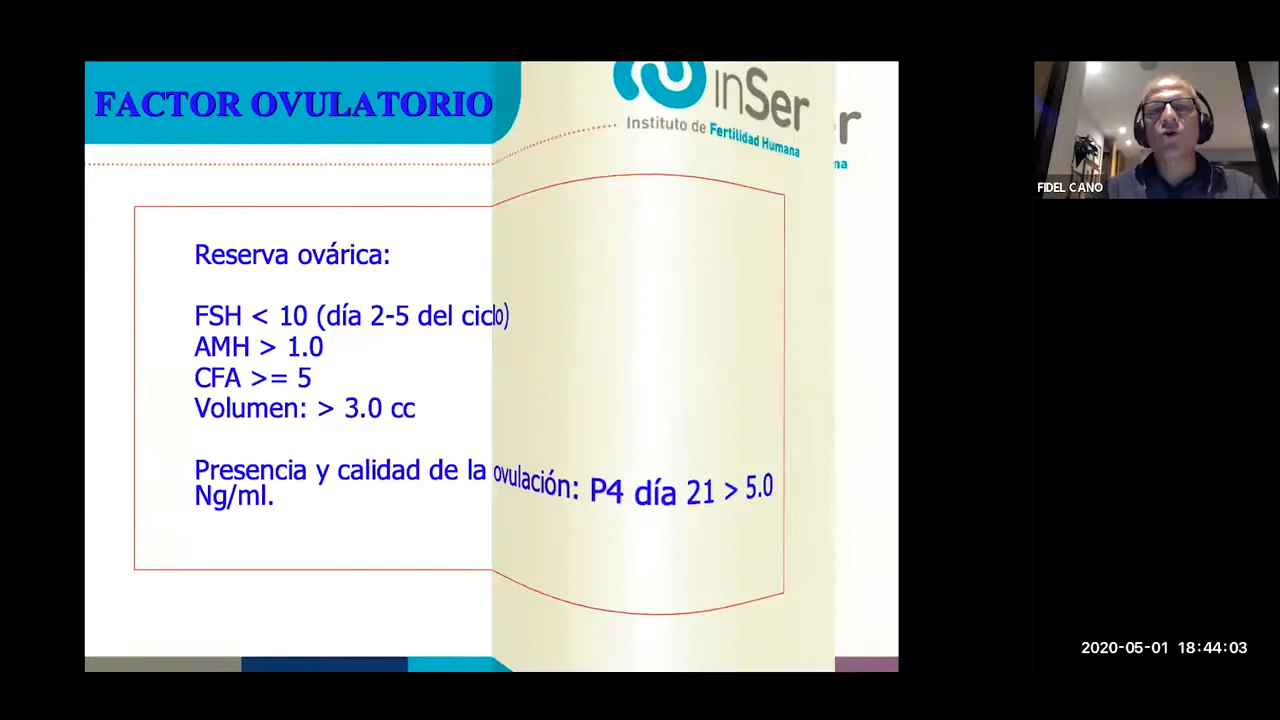 FACTOR OVULATORIO
inSer
Instituto de Fertilidad Humana
r
na
Reserva ovárica:
FSH < 10 (día 2-5 del ciclo)
AMH > 1.0
CFA >= 5
Volumen: > 3.0 cc
Presencia y calidad de la ovulación: P4 día 21 > 5.0
Ng/ml.
FIDEL CANO
2020-05-01 18:44:03